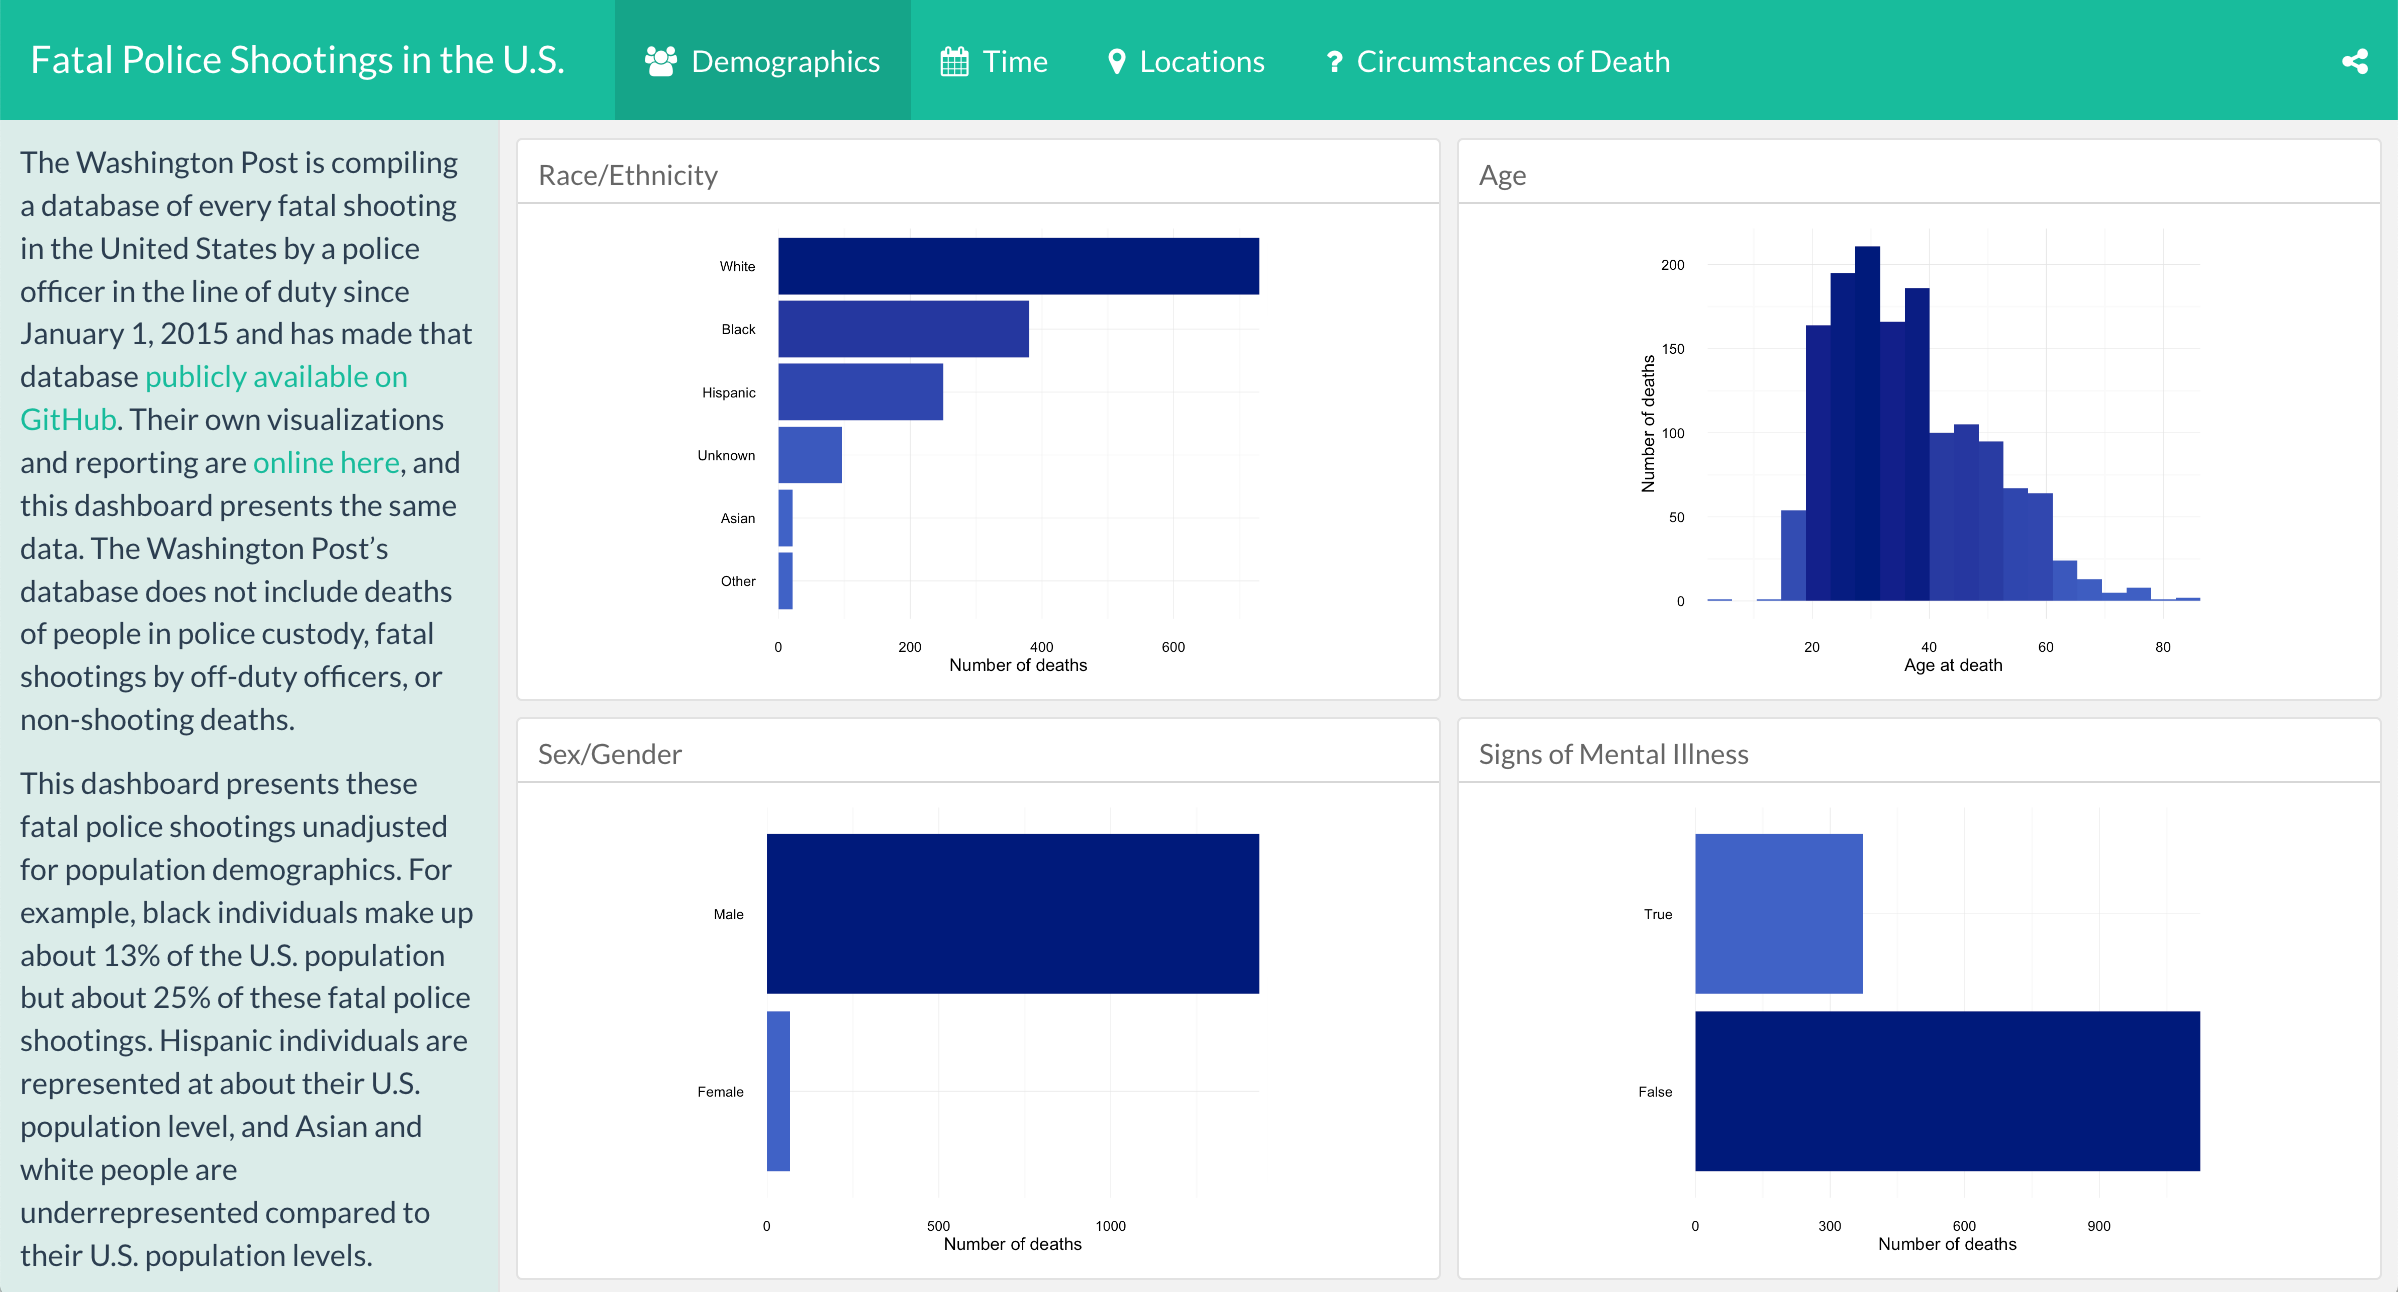 Fatal Police Shootings in the U.S.
Demographics
Time
Locations
? Circumstances of Death
The Washington Post is compiling
a database of every fatal shooting
in the United States by a police
officer in the line of duty since
January 1, 2015 and has made that
database publicly available on
GitHub. Their own visualizations
and reporting are online here, and
this dashboard presents the same
data. The Washington Post’s
database does not include deaths
of people in police custody, fatal
shootings by off-duty officers, or
non-shooting deaths.
This dashboard presents these
fatal police shootings unadjusted
for population demographics. For
example, black individuals make up
about 13% of the U.S. population
but about 25% of these fatal police
shootings. Hispanic individuals are
represented at about their U.S.
population level, and Asian and
white people are
underrepresented compared to
their U.S. population levels.
Race/Ethnicity
White
Black
Hispanic
Unknown
Asian
Other
0 200 400 600
Number of deaths
Age
Number of deaths
200
150
100
50
0
20 40 60 80
Age at death
Sex/Gender
Male
Female
0 500 1000
Number of deaths
Signs of Mental Illness
True
False
0 300 600 900
Number of deaths